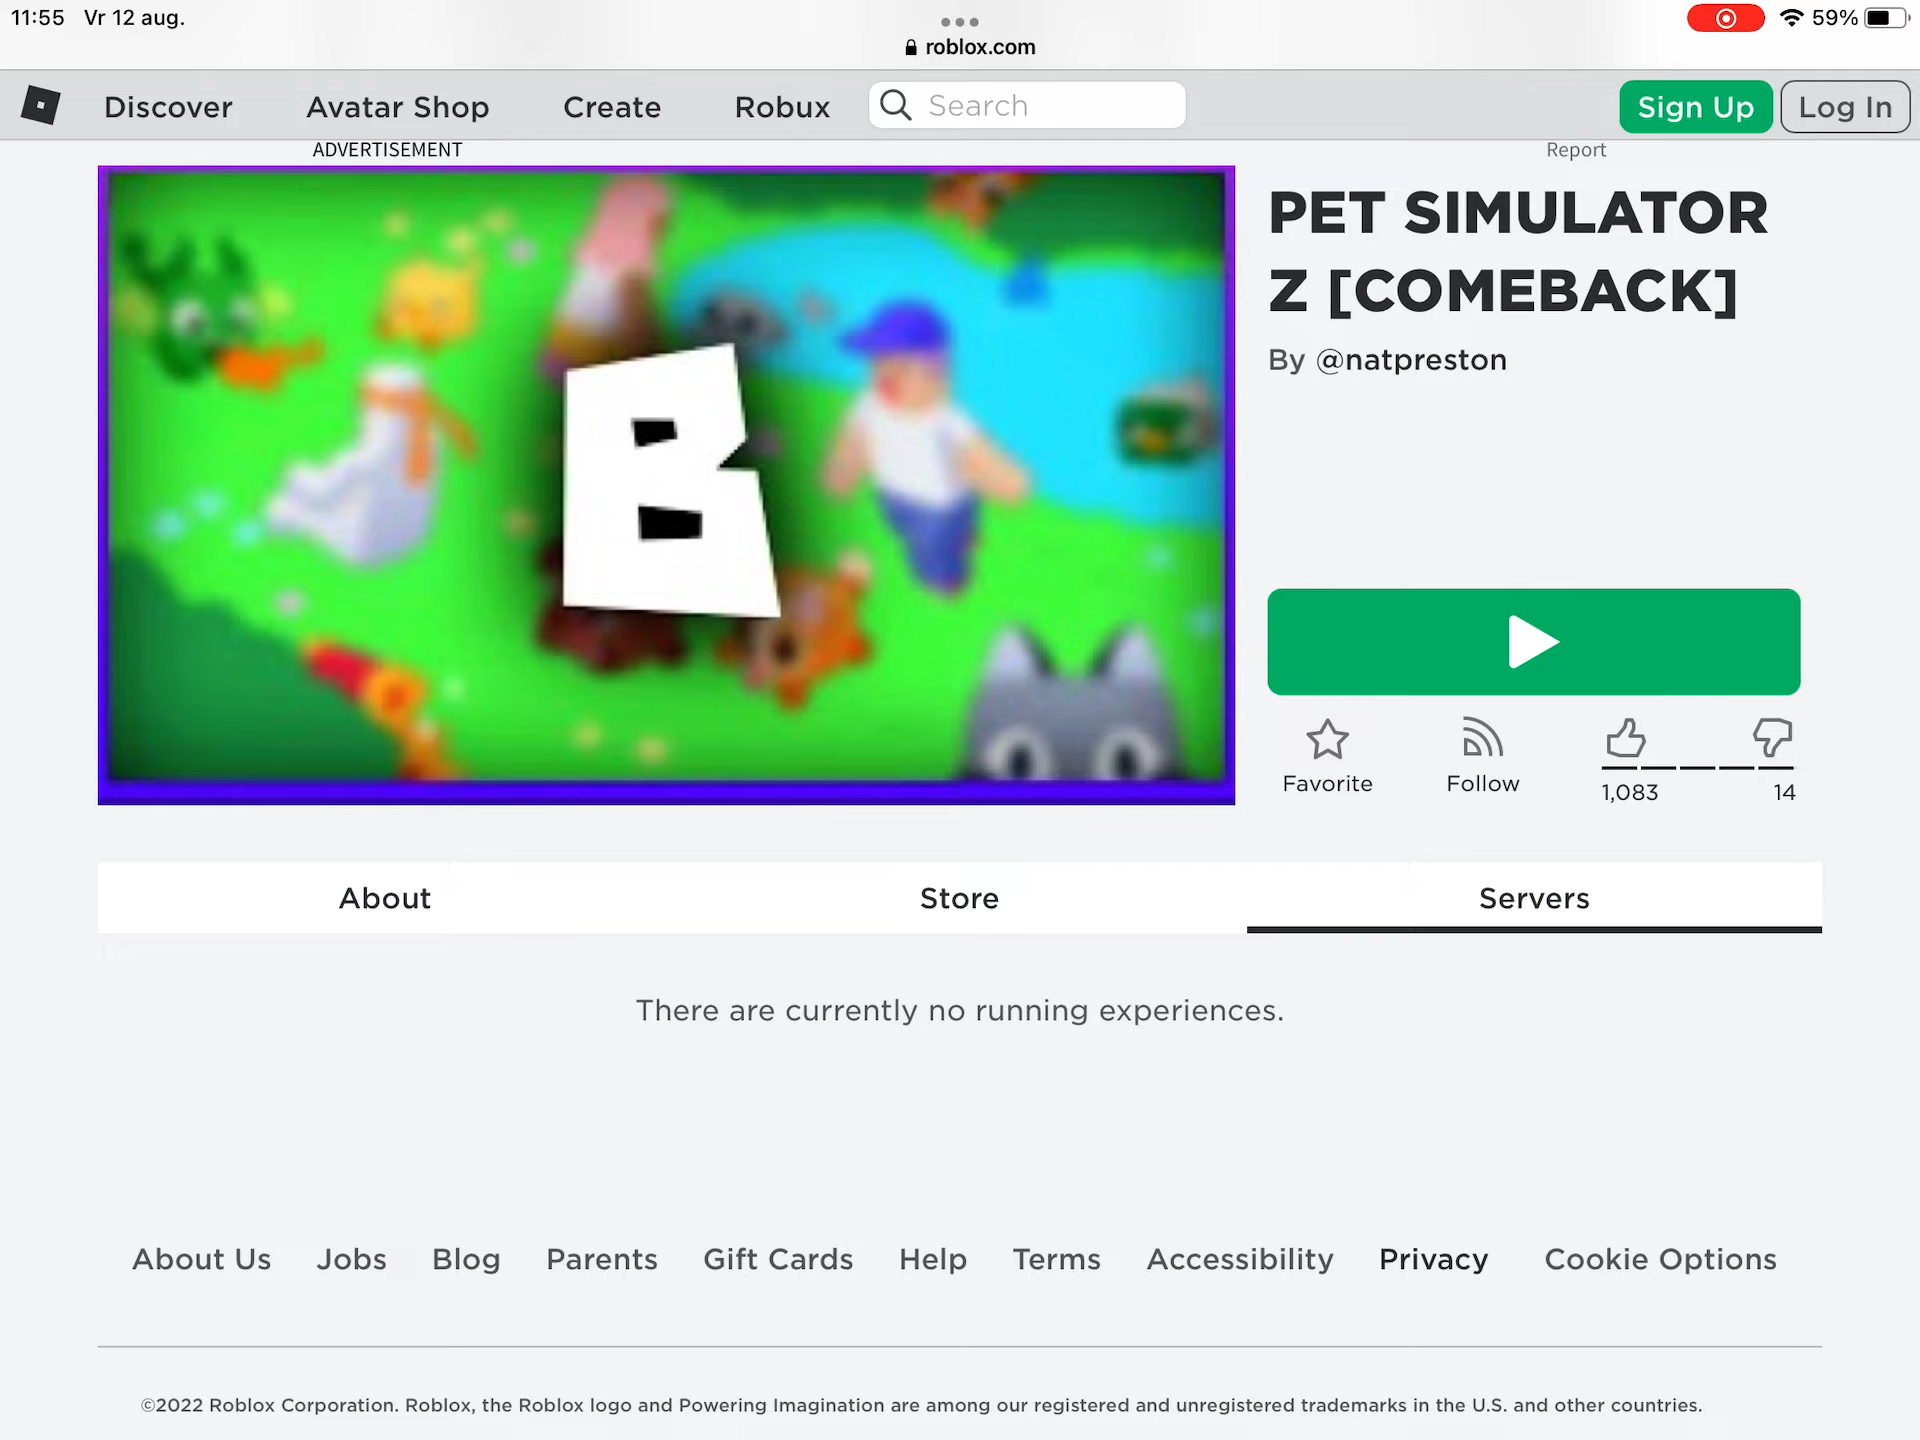 11:55 Vr 12 aug.
59%
roblox.com
Discover Avatar Shop Create Robux Search Sign Up Log In
ADVERTISEMENT
Report
B
PET SIMULATOR
Z [COMEBACK]
By @natpreston
Favorite Follow
1,083 14
About Store Servers
There are currently no running experiences.
About Us Jobs Blog Parents Gift Cards Help Terms Accessibility Privacy Cookie Options
©2022 Roblox Corporation. Roblox, the Roblox logo and Powering Imagination are among our registered and unregistered trademarks in the U.S. and other countries.